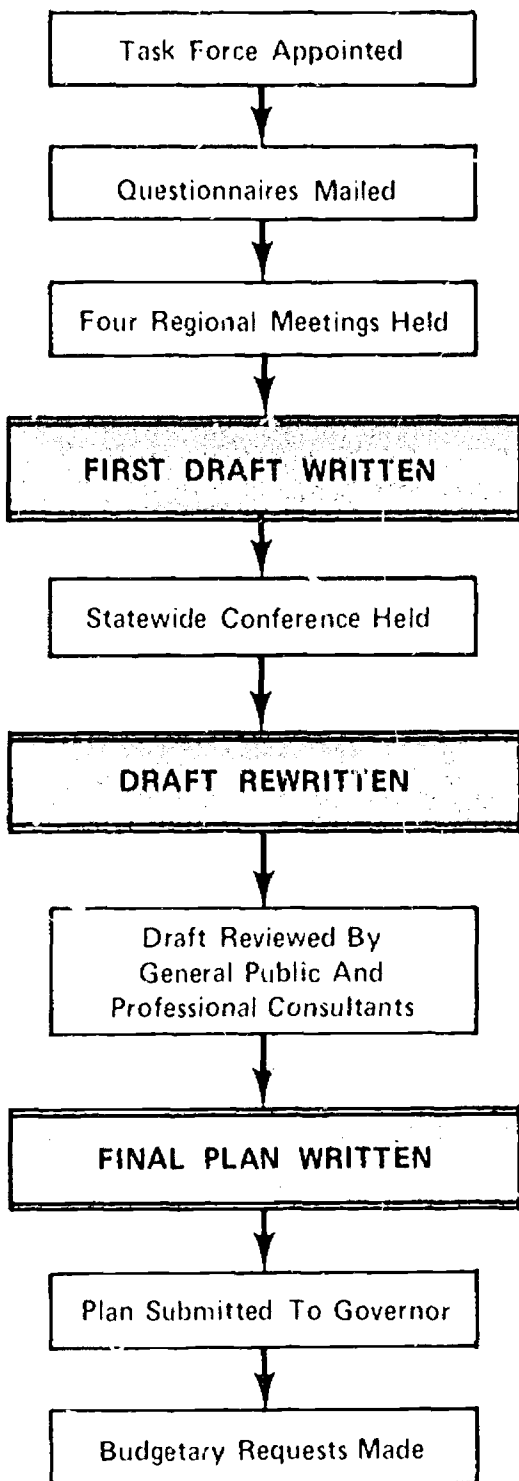 Task Force Appointed
Questionnaires Mailed
Four Regional Meetings Held
FIRST DRAFT WRITTEN
Statewide Conference Held
DRAFT REWRITTEN
Draft Reviewed By
General Public And
Professional Consultants
FINAL PLAN WRITTEN
Plan Submitted To Governor
Budgetary Requests Made